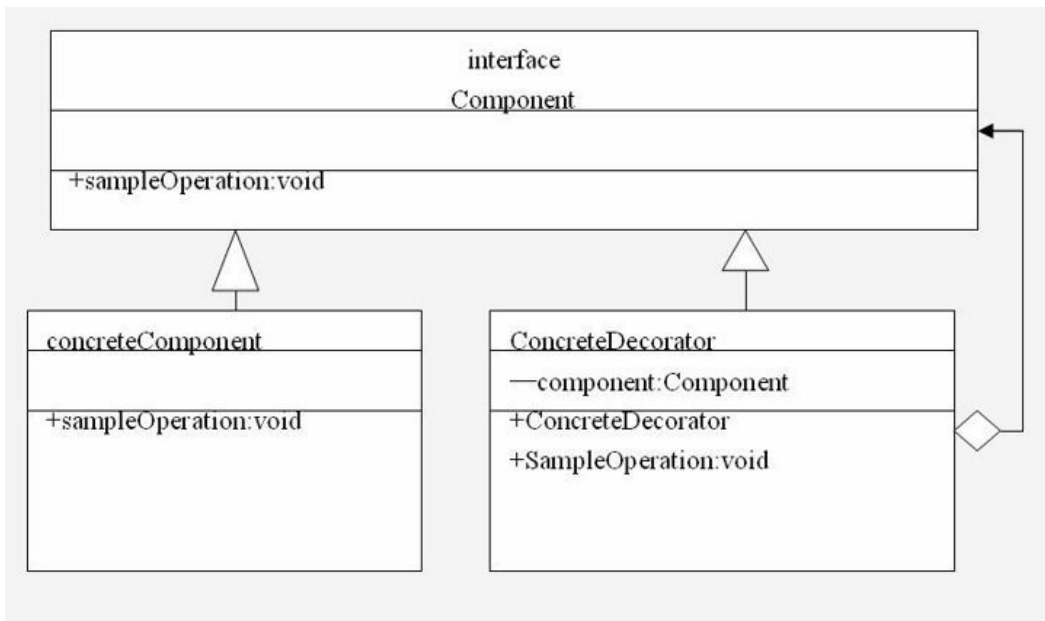 interface
Component
+sampleOperation:void
concreteComponent
+sampleOperation:void
ConcreteDecorator
—component:Component
+ConcreteDecorator
+SampleOperation:void